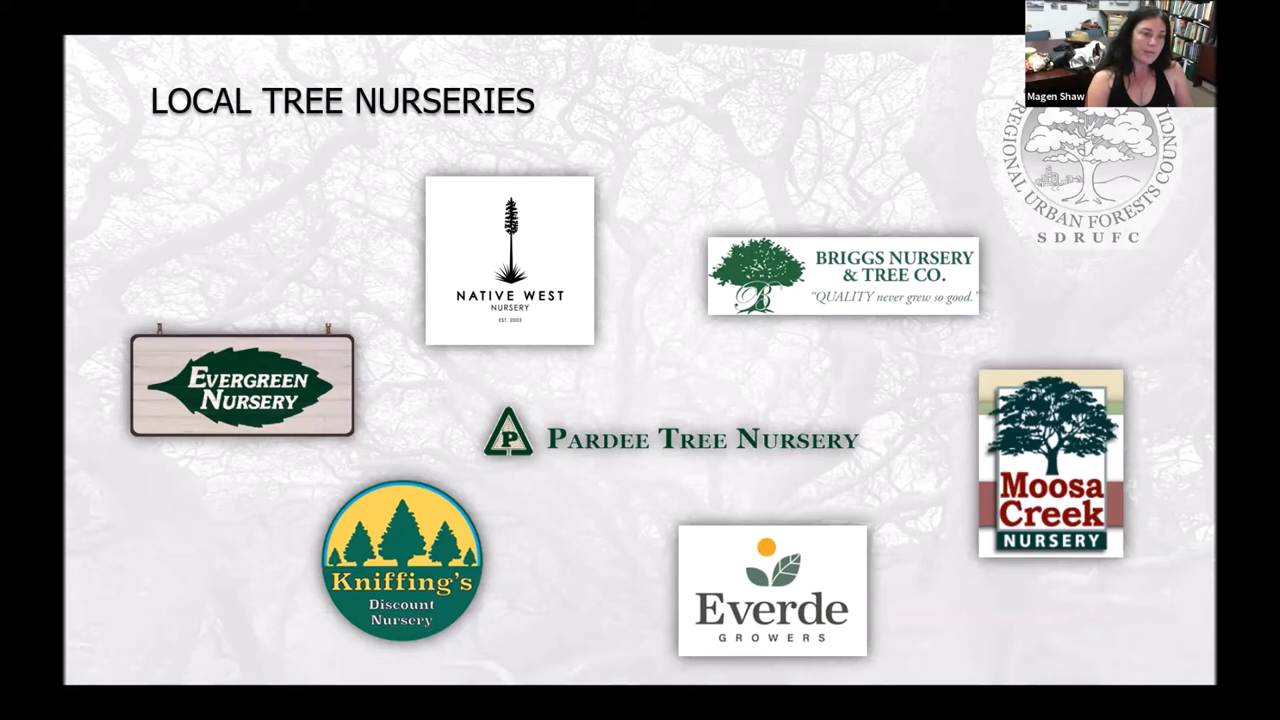 LOCAL TREE NURSERIES
Magen Shaw
REGIONAL URBAN FORESTS COUNCIL
SDRUFC
NATIVE WEST
NURSERY
EST. 2003
BRIGGS NURSERY
& TREE CO.
"QUALITY never grew so good."
B
EVERGREEN
NURSERY
P
PARDEE TREE NURSERY
Moosa
Creek
NURSERY
Kniffing's
Discount
Nursery
Everde
GROWERS